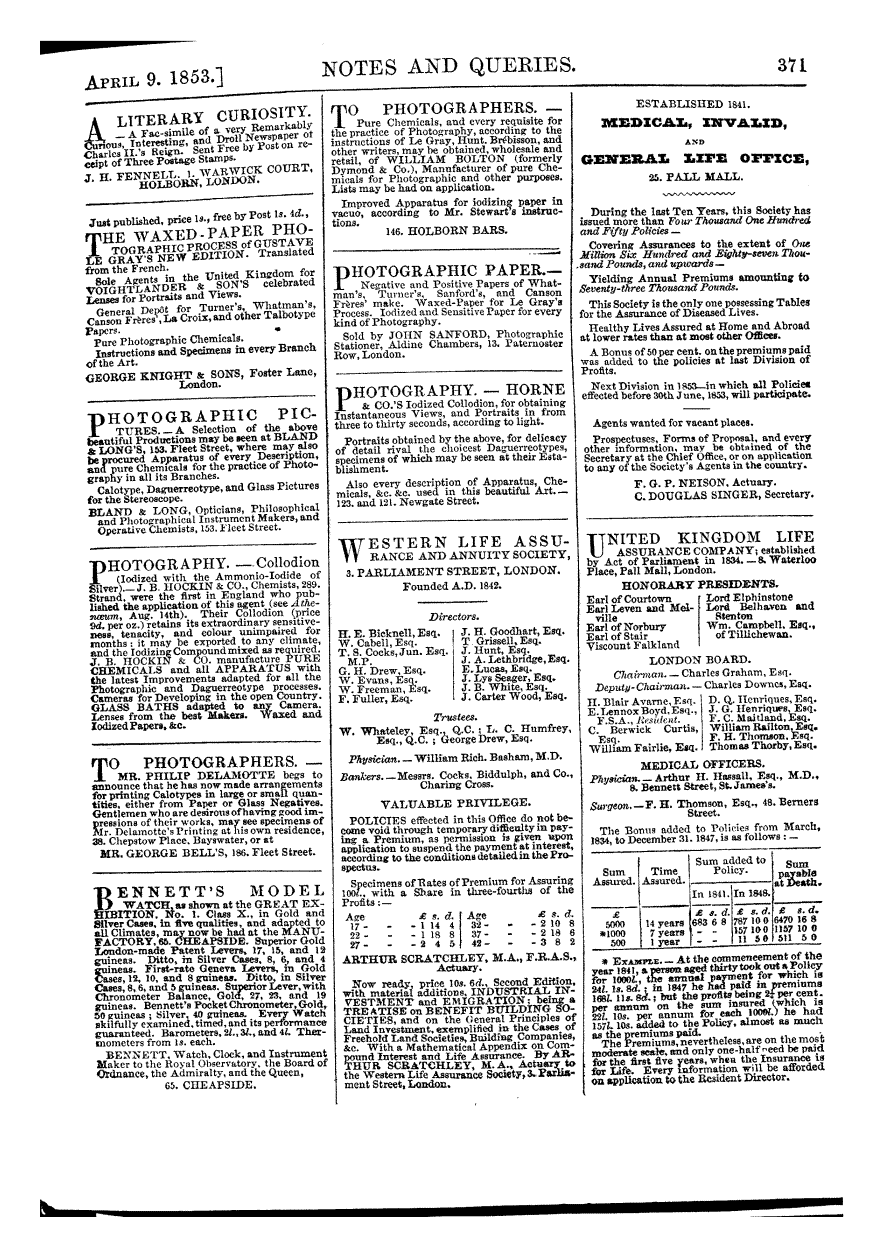 APRIL 9. 1853.]
NOTES AND QUERIES.
371
A LITERARY CURIOSITY.
— A Fac-simile of a very Remarkably
Curious, Interesting, and Droll Newspaper of
Charles II.'s Reign. Sent Free by Post on re-
ceipt of Three Postage Stamps.
J. H. FENNELL, 1. WARWICK COURT,
HOLBORN, LONDON.
Just published, price 1s., free by Post 1s. 4d.,
THE WAXED-PAPER PHO-
TOGRAPHIC PROCESS of GUSTAVE
LE GRAY'S NEW EDITION. Translated
from the French.
Sole Agents in the United Kingdom for
VOIGHTLANDER & SON'S celebrated
Lenses for Portraits and Views.
General Depôt for Turner's, Whatman's,
Canson Frères', La Croix, and other Talbotype
Papers.
Pure Photographic Chemicals.
Instructions and Specimens in every Branch
of the Art.
GEORGE KNIGHT & SONS, Foster Lane,
London.
PHOTOGRAPHIC PIC-
TURES. — A Selection of the above
beautiful Productions may be seen at BLAND
& LONG'S, 153. Fleet Street, where may also
be procured Apparatus of every Description,
and pure Chemicals for the practice of Photo-
graphy in all its Branches.
Calotype, Daguerreotype, and Glass Pictures
for the Stereoscope.
BLAND & LONG, Opticians, Philosophical
and Photographical Instrument Makers, and
Operative Chemists, 153. Fleet Street.
PHOTOGRAPHY. — Collodion
(Iodized with the Ammonio-Iodide of
Silver). — J. B. HOCKIN & CO., Chemists, 289.
Strand, were the first in England who pub-
lished the application of this agent (see Athe-
næum, Aug. 14th). Their Collodion (price
9d. per oz.) retains its extraordinary sensitive-
ness, tenacity, and colour unimpaired for
months: it may be exported to any climate,
and the Iodizing Compound mixed as required.
J. B. HOCKIN & CO. manufacture PURE
CHEMICALS and all APPARATUS with
the latest Improvements adapted for all the
Photographic and Daguerreotype processes.
Cameras for Developing in the open Country.
GLASS BATHS adapted to any Camera.
Lenses from the best Makers. Waxed and
Iodized Papers, &c.
TO PHOTOGRAPHERS. —
MR. PHILIP DELAMOTTE begs to
announce that he has now made arrangements
for printing Calotypes in large or small quan-
tities, either from Paper or Glass Negatives.
Gentlemen who are desirous of having good im-
pressions of their works, may see specimens of
Mr. Delamotte's Printing at his own residence,
38. Chepstow Place, Bayswater, or at
MR. GEORGE BELL'S, 186. Fleet Street.
BENNETT'S MODEL
WATCH, as shown at the GREAT EX-
HIBITION, No. 1. Class X., in Gold and
Silver Cases, in five qualities, and adapted to
all Climates, may now be had at the MANU-
FACTORY, 65. CHEAPSIDE. Superior Gold
London-made Patent Levers, 17, 15, and 12
guineas. Ditto, in Silver Cases, 8, 6, and 4
guineas. First-rate Geneva Levers, in Gold
Cases, 12, 10, and 8 guineas. Ditto, in Silver
Cases, 8, 6, and 5 guineas. Superior Lever, with
Chronometer Balance, Gold, 27, 23, and 19
guineas. Bennett's Pocket Chronometer, Gold,
50 guineas; Silver, 40 guineas. Every Watch
skilfully examined, timed, and its performance
guaranteed. Barometers, 2l., 3l., and 4l. Ther-
mometers from 1s. each.
BENNETT, Watch, Clock, and Instrument
Maker to the Royal Observatory, the Board of
Ordnance, the Admiralty, and the Queen,
65. CHEAPSIDE.
TO PHOTOGRAPHERS. —
Pure Chemicals, and every requisite for
the practice of Photography, according to the
instructions of Le Gray, Hunt, Brébisson, and
other writers, may be obtained, wholesale and
retail, of WILLIAM BOLTON (formerly
Dymond & Co.), Manufacturer of pure Che-
micals for Photographic and other purposes.
Lists may be had on application.
Improved Apparatus for iodizing paper in
vacuo, according to Mr. Stewart's instruc-
tions.
146. HOLBORN BARS.
PHOTOGRAPHIC PAPER.—
Negative and Positive Papers of What-
man's, Turner's, Sanford's, and Canson
Frères' make. Waxed-Paper for Le Gray's
Process. Iodized and Sensitive Paper for every
kind of Photography.
Sold by JOHN SANFORD, Photographic
Stationer, Aldine Chambers, 13. Paternoster
Row, London.
PHOTOGRAPHY. — HORNE
& CO.'S Iodized Collodion, for obtaining
Instantaneous Views, and Portraits in from
three to thirty seconds, according to light.
Portraits obtained by the above, for delicacy
of detail rival the choicest Daguerreotypes,
specimens of which may be seen at their Esta-
blishment.
Also every description of Apparatus, Che-
micals, &c. &c. used in this beautiful Art. —
123. and 121. Newgate Street.
WESTERN LIFE ASSU-
RANCE AND ANNUITY SOCIETY,
3. PARLIAMENT STREET, LONDON.
Founded A.D. 1842.
Directors.
H. E. Bicknell, Esq.
W. Cabell, Esq.
T. S. Cocks, Jun. Esq.
M.P.
G. H. Drew, Esq.
W. Evans, Esq.
W. Freeman, Esq.
F. Fuller, Esq.
J. H. Goodhart, Esq.
T. Grissell, Esq.
J. Hunt, Esq.
J. A. Lethbridge, Esq.
E. Lucas, Esq.
J. Lys Seager, Esq.
J. B. White, Esq.
J. Carter Wood, Esq.
Trustees.
W. Whateley, Esq., Q.C.; L. C. Humfrey,
Esq., Q.C.; George Drew, Esq.
Physician. — William Rich. Basham, M.D.
Bankers. — Messrs. Cocks, Biddulph, and Co.,
Charing Cross.
VALUABLE PRIVILEGE.
POLICIES effected in this Office do not be-
come void through temporary difficulty in pay-
ing a Premium, as permission is given upon
application to suspend the payment at interest,
according to the conditions detailed in the Pro-
spectus.
Specimens of Rates of Premium for Assuring
100l., with a Share in three-fourths of the
Profits: —
Age £ s. d. Age £ s. d.
17 - - - 1 14 4 32 - - - 2 10 8
22 - - - 1 18 8 37 - - - 2 18 6
27 - - - 2 4 5 42 - - - 3 8 2
ARTHUR SCRATCHLEY, M.A., F.R.A.S.,
Actuary.
Now ready, price 10s. 6d., Second Edition,
with material additions, INDUSTRIAL IN-
VESTMENT and EMIGRATION: being a
TREATISE on BENEFIT BUILDING SO-
CIETIES, and on the General Principles of
Land Investment, exemplified in the Cases of
Freehold Land Societies, Building Companies,
&c. With a Mathematical Appendix on Com-
pound Interest and Life Assurance. By AR-
THUR SCRATCHLEY, M. A., Actuary to
the Western Life Assurance Society, 3. Parlia-
ment Street, London.
ESTABLISHED 1841.
MEDICAL, INVALID,
AND
GENERAL LIFE OFFICE,
25. PALL MALL.
During the last Ten Years, this Society has
issued more than Four Thousand One Hundred
and Fifty Policies —
Covering Assurances to the extent of One
Million Six Hundred and Eighty-seven Thou-
sand Pounds, and upwards —
Yielding Annual Premiums amounting to
Seventy-three Thousand Pounds.
This Society is the only one possessing Tables
for the Assurance of Diseased Lives.
Healthy Lives Assured at Home and Abroad
at lower rates than at most other Offices.
A Bonus of 50 per cent. on the premiums paid
was added to the policies at last Division of
Profits.
Next Division in 1853—in which all Policies
effected before 30th June, 1853, will participate.
Agents wanted for vacant places.
Prospectuses, Forms of Proposal, and every
other information, may be obtained of the
Secretary at the Chief Office, or on application
to any of the Society's Agents in the country.
F. G. P. NEISON, Actuary.
C. DOUGLAS SINGER, Secretary.
UNITED KINGDOM LIFE
ASSURANCE COMPANY; established
by Act of Parliament in 1834. — 8. Waterloo
Place, Pall Mall, London.
HONORARY PRESIDENTS.
Earl of Courtown
Earl Leven and Mel-
ville
Earl of Norbury
Earl of Stair
Viscount Falkland
Lord Elphinstone
Lord Belhaven and
Stenton
Wm. Campbell, Esq.,
of Tillichewan.
LONDON BOARD.
Chairman. — Charles Graham, Esq.
Deputy-Chairman. — Charles Downes, Esq.
H. Blair Avarne, Esq.
E. Lennox Boyd, Esq.,
F.S.A., Resident.
C. Berwick Curtis,
Esq.
William Fairlie, Esq.
D. Q. Henriques, Esq.
J. G. Henriques, Esq.
F. C. Maitland, Esq.
William Railton, Esq.
F. H. Thomson, Esq.
Thomas Thorby, Esq.
MEDICAL OFFICERS.
Physician. — Arthur H. Hassall, Esq., M.D.,
8. Bennett Street, St. James's.
Surgeon. — F. H. Thomson, Esq., 48. Berners
Street.
The Bonus added to Policies from March,
1834, to December 31. 1847, is as follows: —
Sum Assured. Time Assured. Sum added to Policy. Sum payable at Death.
In 1841. In 1848.
£ £ s. d. £ s. d. £ s. d.
5000 14 years 683 6 8 787 10 0 6470 16 8
*1000 7 years - - 157 10 0 1157 10 0
500 1 year - - 11 5 0 511 5 0
* EXAMPLE. — At the commencement of the
year 1841, a person aged thirty took out a Policy
for 1000l., the annual payment for which is
24l. 1s. 8d.; in 1847 he had paid in premiums
168l. 11s. 8d.; but the profits being 2¼ per cent.
per annum on the sum insured (which is
22l. 10s. per annum for each 1000l.) he had
157l. 10s. added to the Policy, almost as much
as the premiums paid.
The Premiums, nevertheless, are on the most
moderate scale, and only one-half need be paid
for the first five years, when the Insurance is
for Life. Every information will be afforded
on application to the Resident Director.